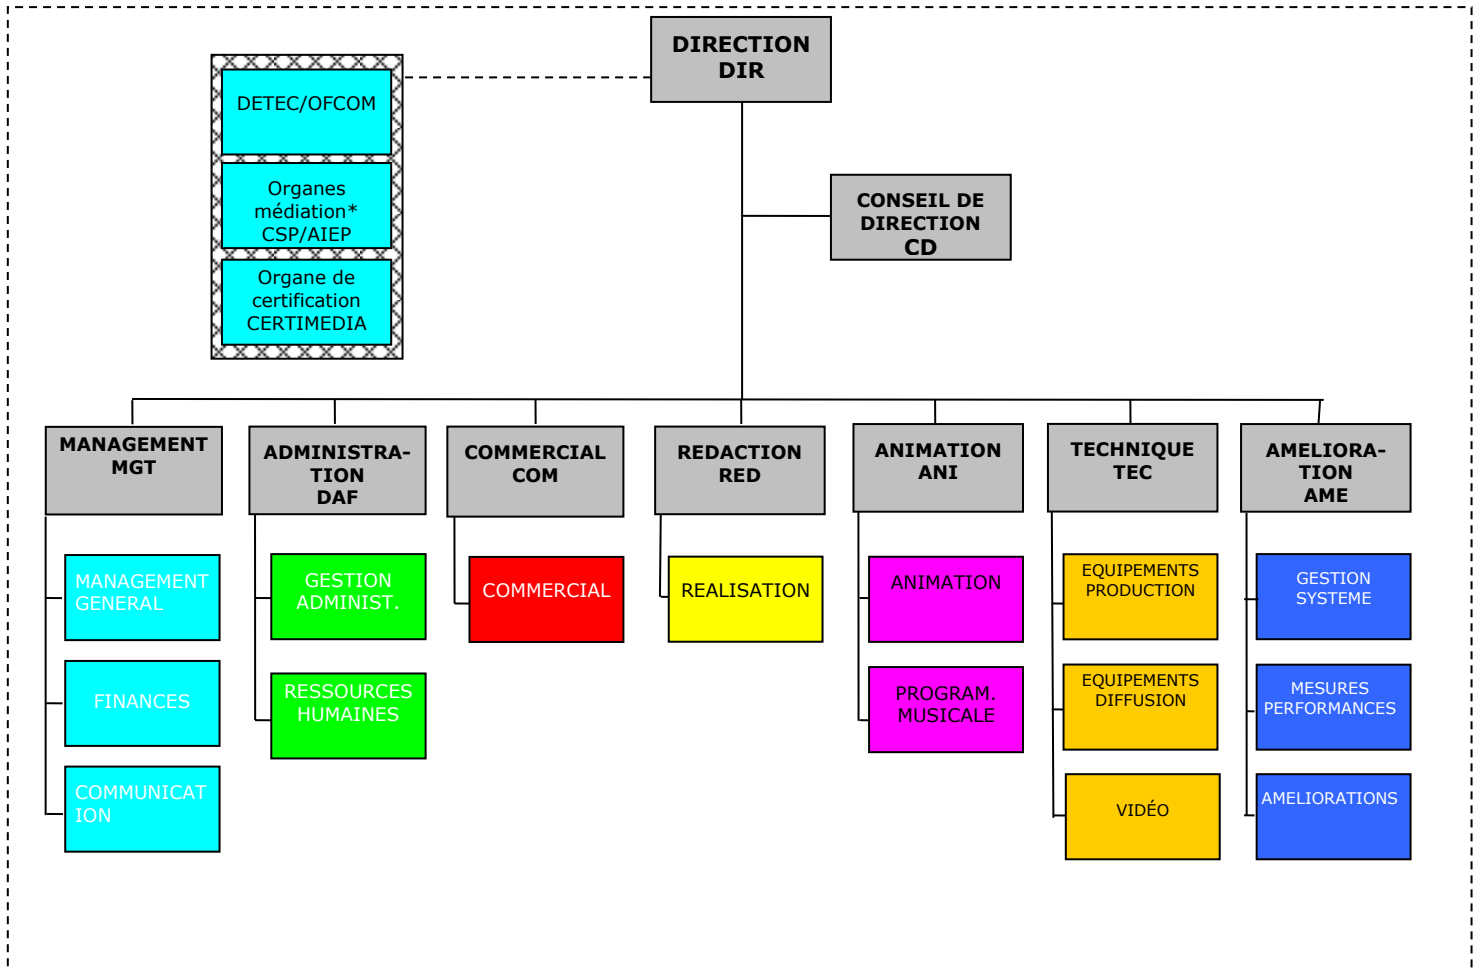 DIRECTION
DIR
DETEC/OFCOM
Organes
médiation*
CSP/AIEP
Organe de
certification
CERTIMEDIA
CONSEIL DE
DIRECTION
CD
MANAGEMENT
MGT
ADMINISTRA-
TION
DAF
COMMERCIAL
COM
REDACTION
RED
ANIMATION
ANI
TECHNIQUE
TEC
AMELIORA-
TION
AME
MANAGEMENT
GENERAL
FINANCES
COMMUNICAT
ION
GESTION
ADMINIST.
RESSOURCES
HUMAINES
COMMERCIAL
REALISATION
ANIMATION
PROGRAM.
MUSICALE
EQUIPEMENTS
PRODUCTION
EQUIPEMENTS
DIFFUSION
VIDÉO
GESTION
SYSTEME
MESURES
PERFORMANCES
AMELIORATIONS